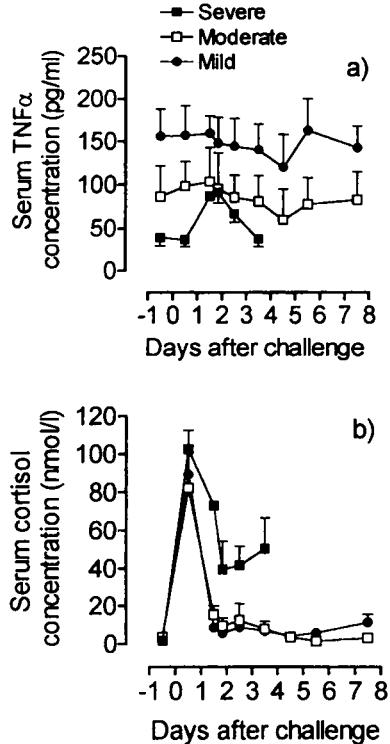 Severe
Moderate
Mild
a)
Serum TNFα
concentration (pg/ml)
250
200
150
100
50
0
-1 0 1 2 3 4 5 6 7 8
Days after challenge
b)
Serum cortisol
concentration (nmol/l)
120
100
80
60
40
20
0
-1 0 1 2 3 4 5 6 7 8
Days after challenge